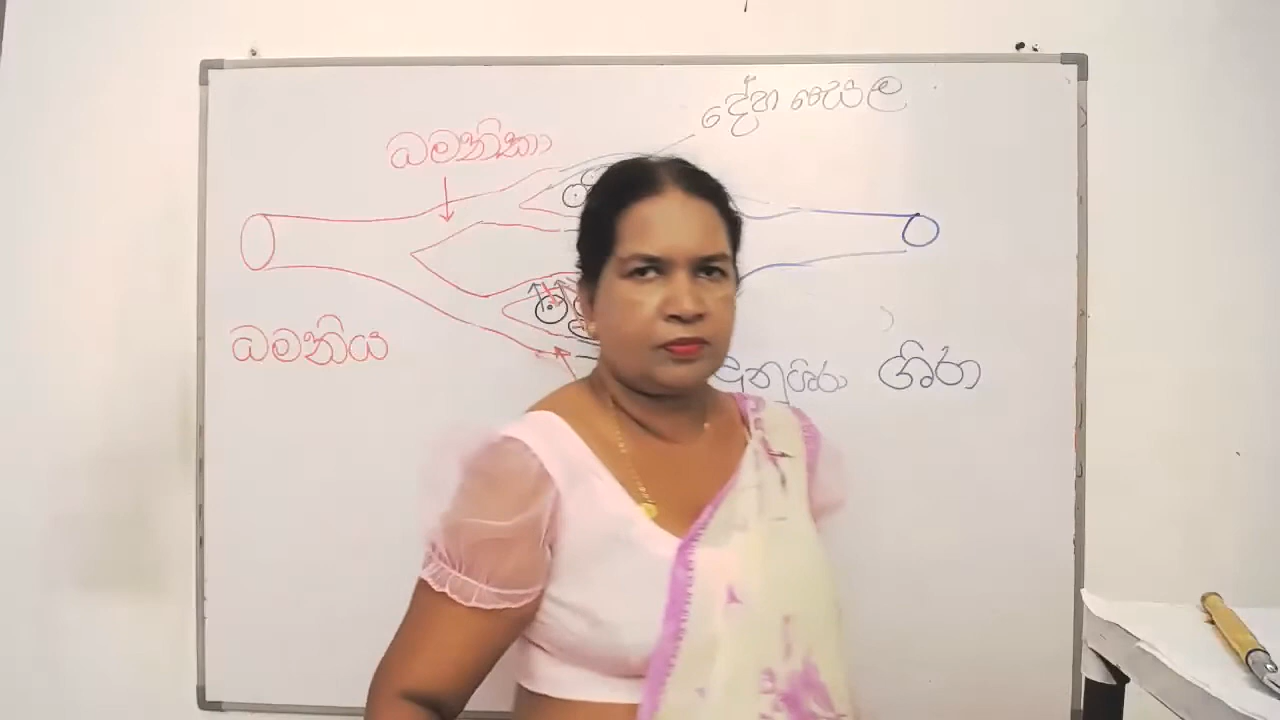 දේහ සෛල
ධමනිකා
ධමනිය
ශිරා